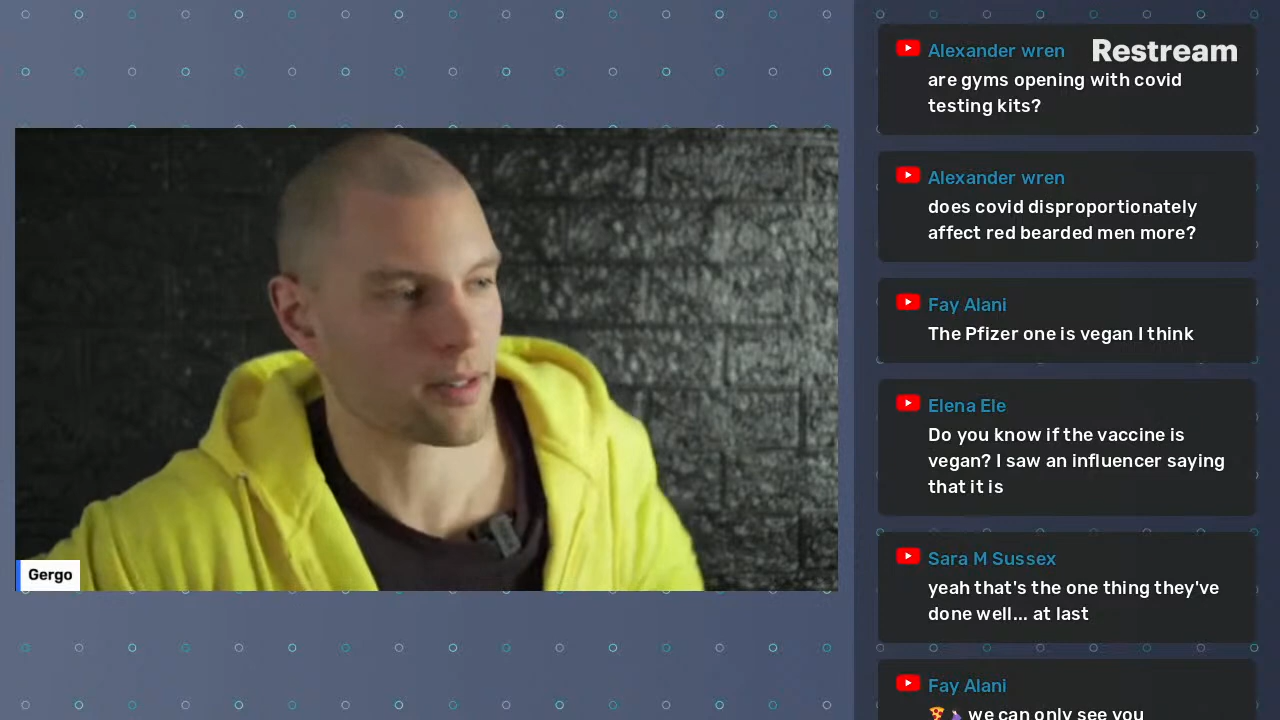 Restream
Alexander wren
are gyms opening with covid
testing kits?
Alexander wren
does covid disproportionately
affect red bearded men more?
Fay Alani
The Pfizer one is vegan I think
Elena Ele
Do you know if the vaccine is
vegan? I saw an influencer saying
that it is
Sara M Sussex
yeah that's the one thing they've
done well... at last
Fay Alani
🍕 we can only see you
Gergo